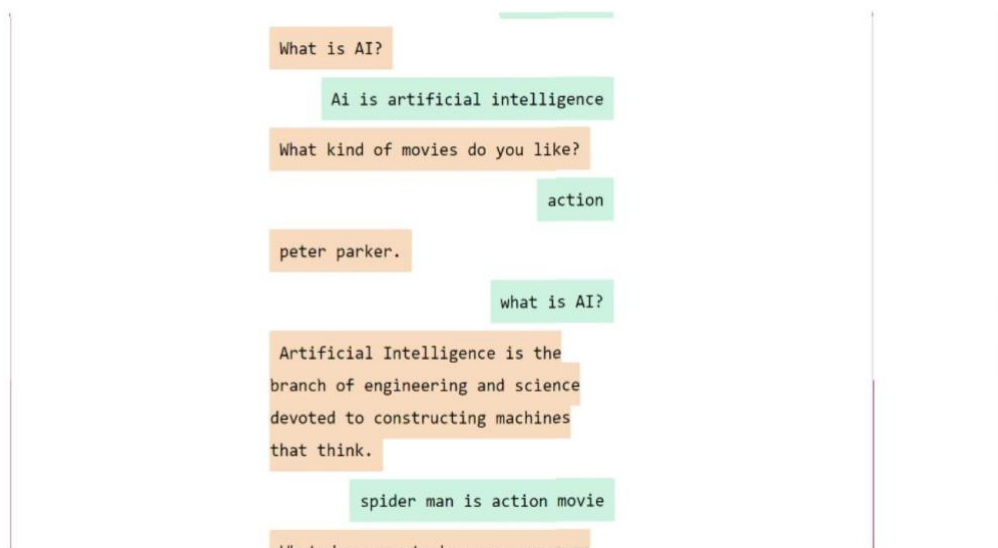 What is AI?
Ai is artificial intelligence
What kind of movies do you like?
action
peter parker.
what is AI?
Artificial Intelligence is the
branch of engineering and science
devoted to constructing machines
that think.
spider man is action movie